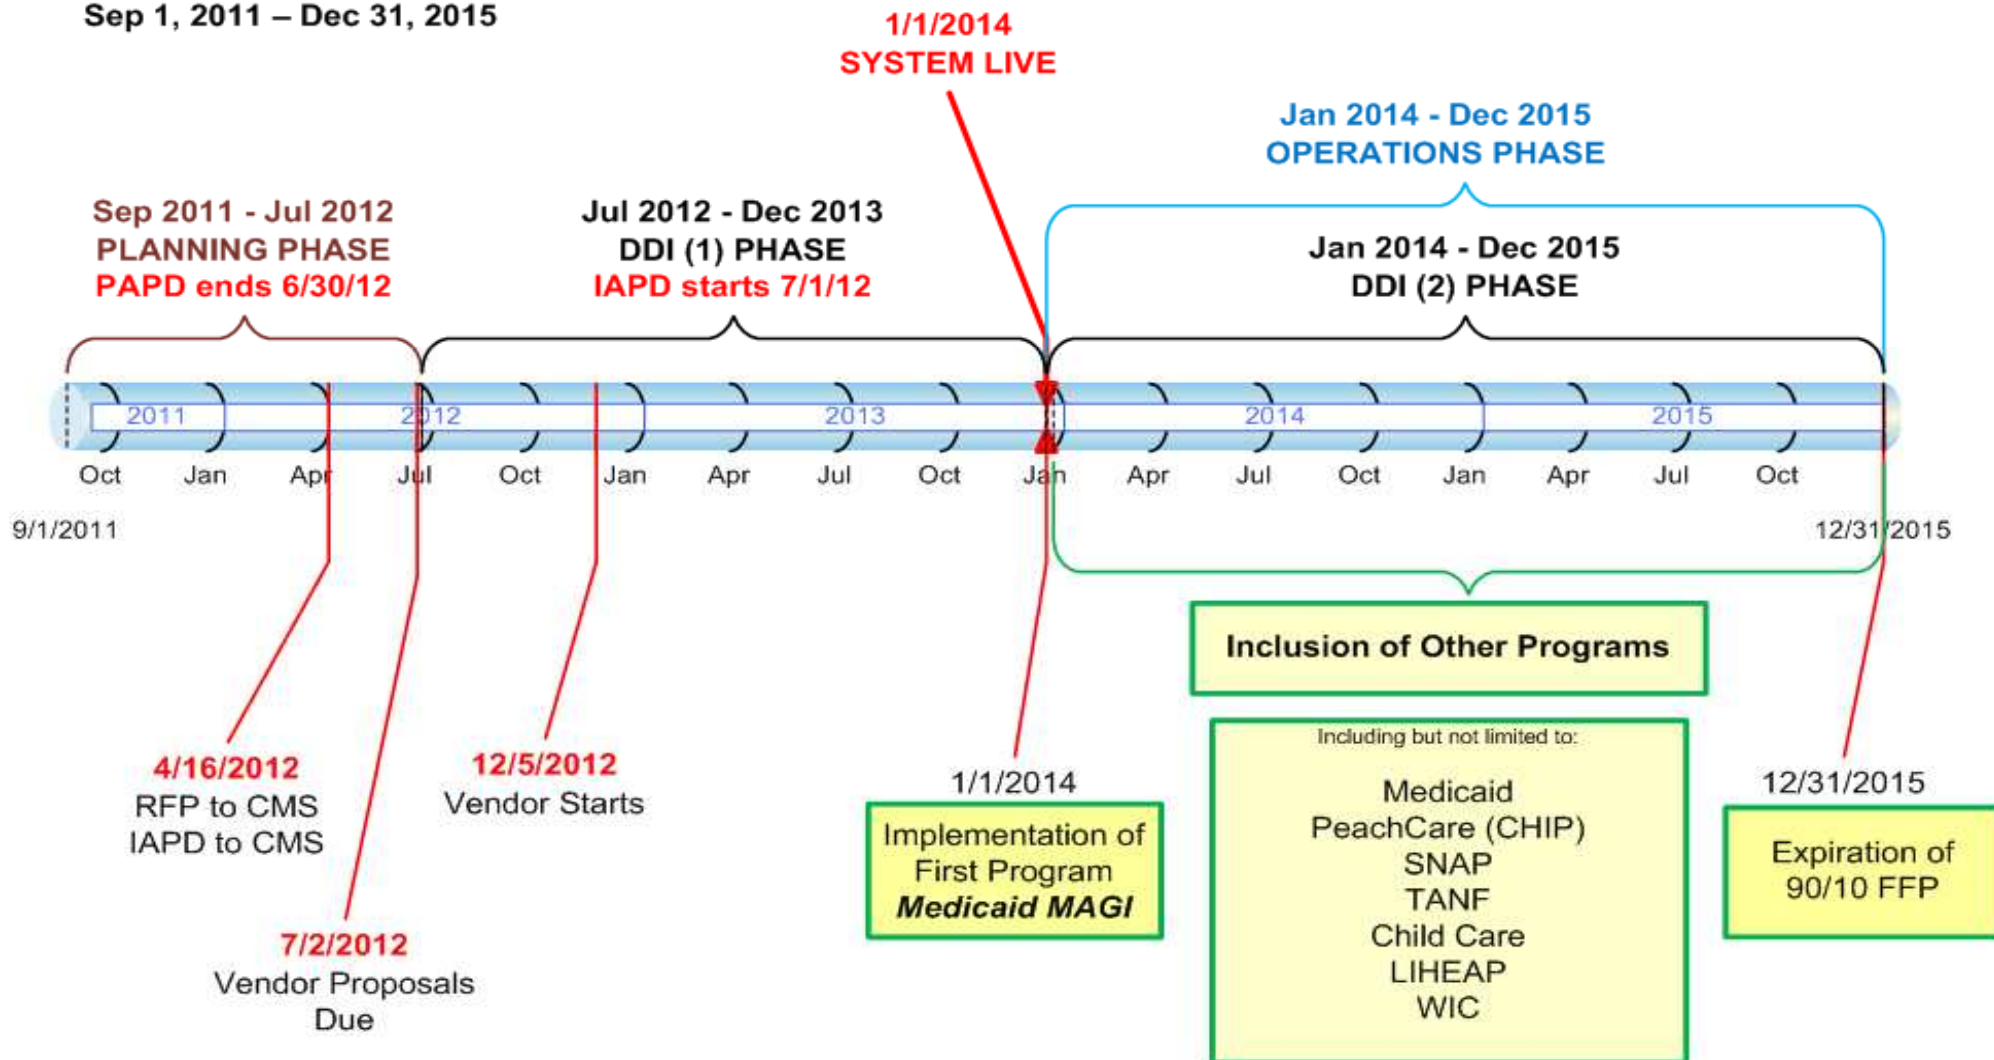 Sep 1, 2011 – Dec 31, 2015
1/1/2014
SYSTEM LIVE
Jan 2014 - Dec 2015
OPERATIONS PHASE
Sep 2011 - Jul 2012
PLANNING PHASE
PAPD ends 6/30/12
Jul 2012 - Dec 2013
DDI (1) PHASE
IAPD starts 7/1/12
Jan 2014 - Dec 2015
DDI (2) PHASE
2011 2012 2013 2014 2015
Oct Jan Apr Jul Oct Jan Apr Jul Oct Jan Apr Jul Oct Jan Apr Jul Oct
9/1/2011
12/31/2015
Inclusion of Other Programs
Including but not limited to:
Medicaid
PeachCare (CHIP)
SNAP
TANF
Child Care
LIHEAP
WIC
4/16/2012
RFP to CMS
IAPD to CMS
7/2/2012
Vendor Proposals
Due
12/5/2012
Vendor Starts
1/1/2014
Implementation of
First Program
Medicaid MAGI
12/31/2015
Expiration of
90/10 FFP